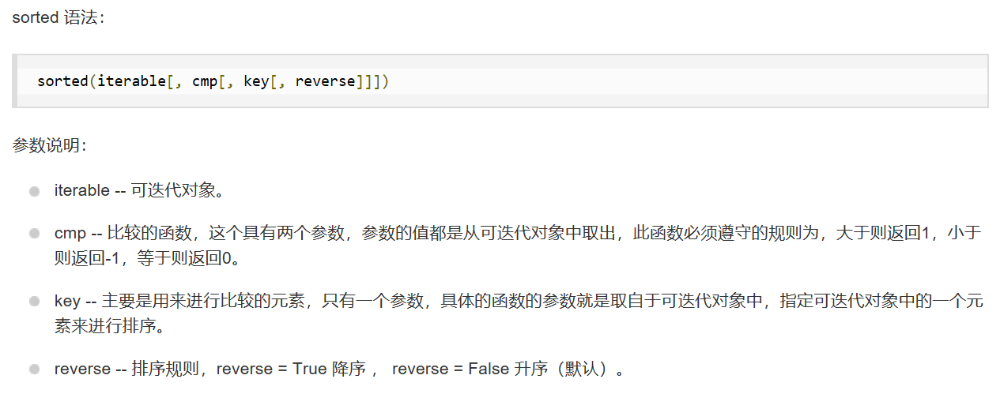 sorted 语法：
sorted(iterable[, cmp[, key[, reverse]]])
参数说明：
iterable -- 可迭代对象。
cmp -- 比较的函数，这个具有两个参数，参数的值都是从可迭代对象中取出，此函数必须遵守的规则为，大于则返回1，小于
则返回-1，等于则返回0。
key -- 主要是用来进行比较的元素，只有一个参数，具体的函数的参数就是取自于可迭代对象中，指定可迭代对象中的一个元
素来进行排序。
reverse -- 排序规则，reverse = True 降序 ， reverse = False 升序（默认）。